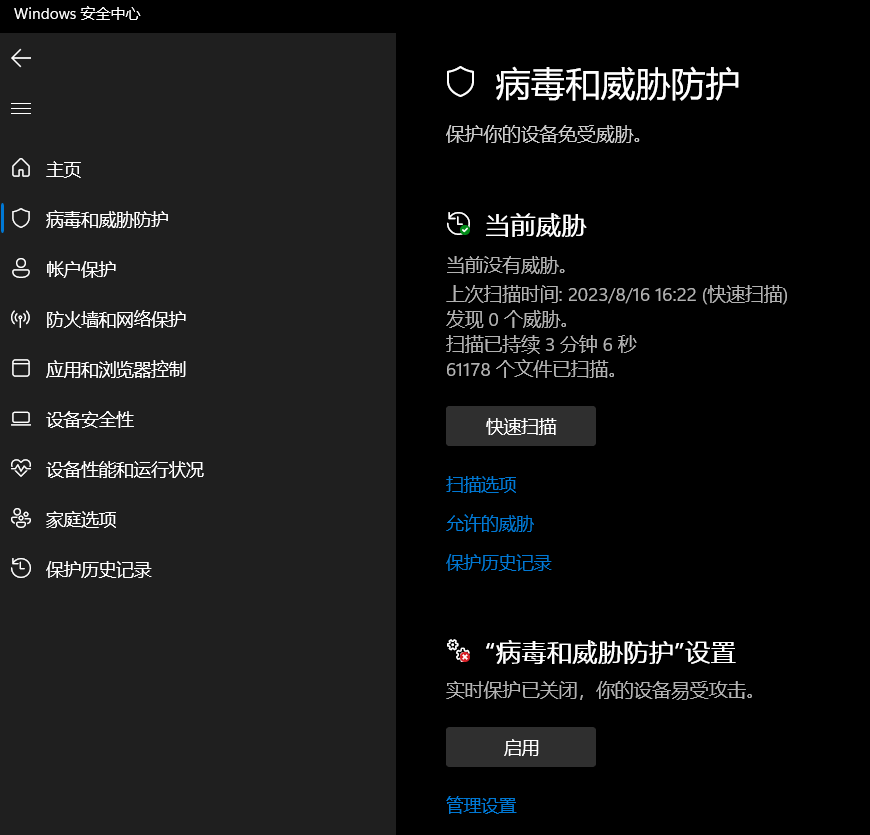 Windows 安全中心
主页
病毒和威胁防护
帐户保护
防火墙和网络保护
应用和浏览器控制
设备安全性
设备性能和运行状况
家庭选项
保护历史记录
病毒和威胁防护
保护你的设备免受威胁。
当前威胁
当前没有威胁。
上次扫描时间: 2023/8/16 16:22 (快速扫描)
发现 0 个威胁。
扫描已持续 3 分钟 6 秒
61178 个文件已扫描。
快速扫描
扫描选项
允许的威胁
保护历史记录
“病毒和威胁防护”设置
实时保护已关闭，你的设备易受攻击。
启用
管理设置